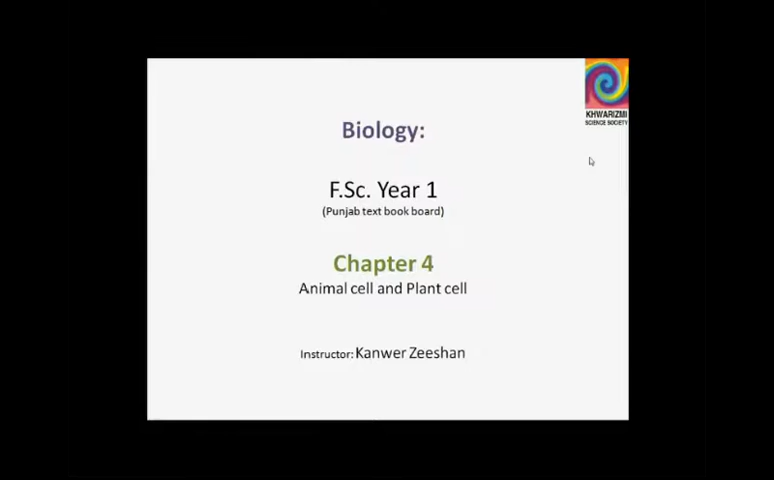 KHWARIZMI
SCIENCE SOCIETY
Biology:
F.Sc. Year 1
(Punjab text book board)
Chapter 4
Animal cell and Plant cell
Instructor: Kanwer Zeeshan